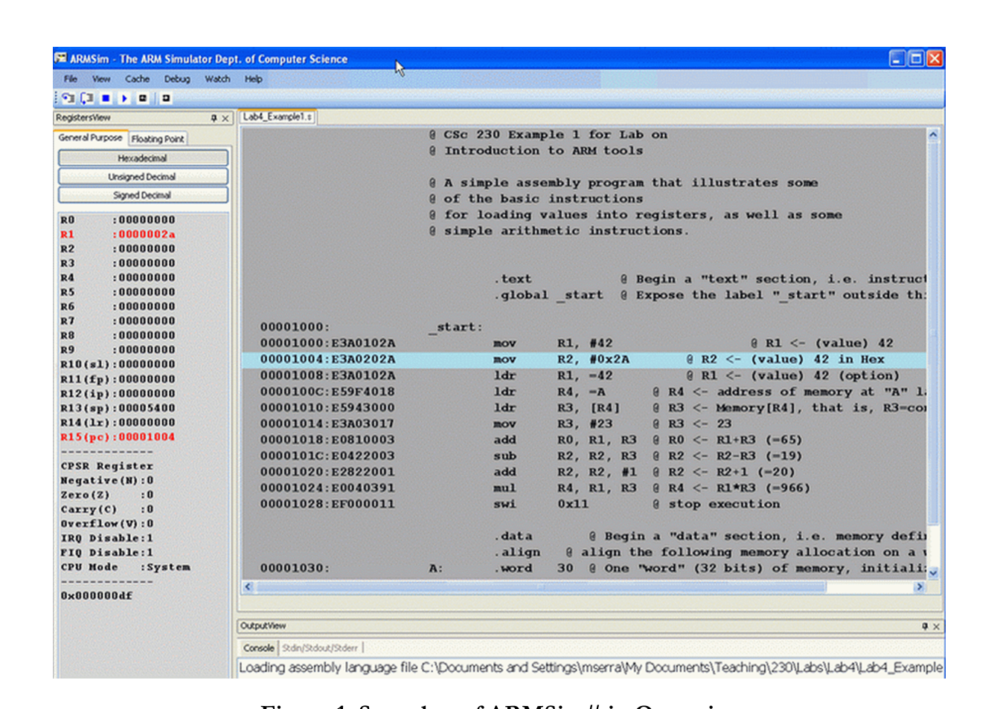 ARMSim - The ARM Simulator Dept. of Computer Science
File View Cache Debug Watch Help
RegistersView
General Purpose Floating Point
Hexadecimal
Unsigned Decimal
Signed Decimal
R0 :00000000
R1 :0000002a
R2 :00000000
R3 :00000000
R4 :00000000
R5 :00000000
R6 :00000000
R7 :00000000
R8 :00000000
R9 :00000000
R10(sl):00000000
R11(fp):00000000
R12(ip):00000000
R13(sp):00005400
R14(lr):00000000
R15(pc):00001004
-------------
CPSR Register
Negative(N):0
Zero(Z) :0
Carry(C) :0
Overflow(V):0
IRQ Disable:1
FIQ Disable:1
CPU Mode :System
-------------
0x000000df
Lab4_Example1.s
@ CSc 230 Example 1 for Lab on
@ Introduction to ARM tools
@ A simple assembly program that illustrates some
@ of the basic instructions
@ for loading values into registers, as well as some
@ simple arithmetic instructions.
.text @ Begin a "text" section, i.e. instruct
.global _start @ Expose the label "_start" outside thi
00001000: _start:
00001000:E3A0102A mov R1, #42 @ R1 <- (value) 42
00001004:E3A0202A mov R2, #0x2A @ R2 <- (value) 42 in Hex
00001008:E3A0102A ldr R1, =42 @ R1 <- (value) 42 (option)
0000100C:E59F4018 ldr R4, =A @ R4 <- address of memory at "A" l
00001010:E5943000 ldr R3, [R4] @ R3 <- Memory[R4], that is, R3=co
00001014:E3A03017 mov R3, #23 @ R3 <- 23
00001018:E0810003 add R0, R1, R3 @ R0 <- R1+R3 (=65)
0000101C:E0422003 sub R2, R2, R3 @ R2 <- R2-R3 (=19)
00001020:E2822001 add R2, R2, #1 @ R2 <- R2+1 (=20)
00001024:E0040391 mul R4, R1, R3 @ R4 <- R1*R3 (=966)
00001028:EF000011 swi 0x11 @ stop execution
.data @ Begin a "data" section, i.e. memory defi
.align @ align the following memory allocation on a
00001030: A: .word 30 @ One "word" (32 bits) of memory, initiali
OutputView
Console Stdin/Stdout/Stderr
Loading assembly language file C:\Documents and Settings\mserra\My Documents\Teaching\230\Labs\Lab4\Lab4_Example